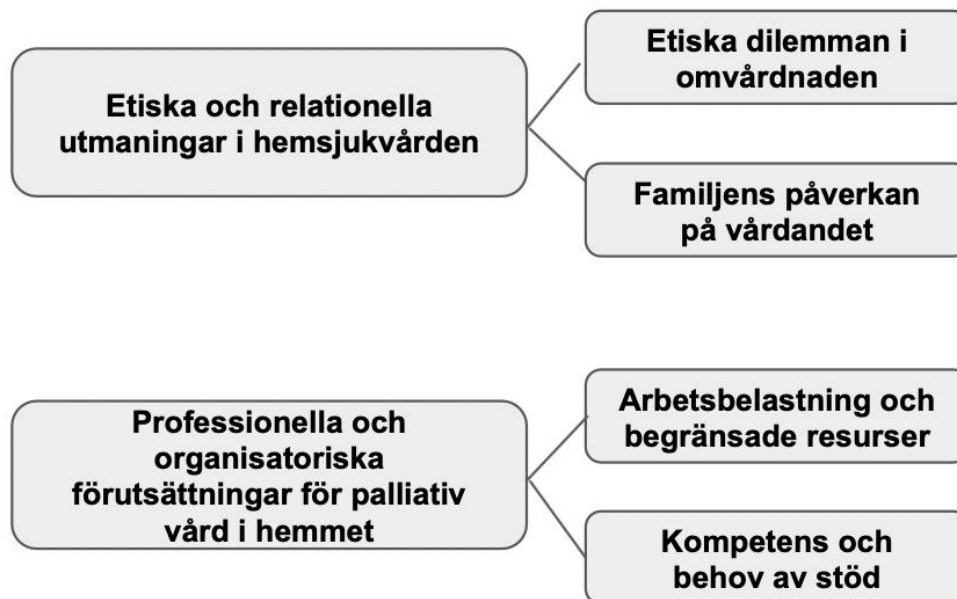 Etiska och relationella
utmaningar i hemsjukvården
Etiska dilemman i
omvårdnaden
Familjens påverkan
på vårdandet
Professionella och
organisatoriska
förutsättningar för palliativ
vård i hemmet
Arbetsbelastning och
begränsade resurser
Kompetens och
behov av stöd